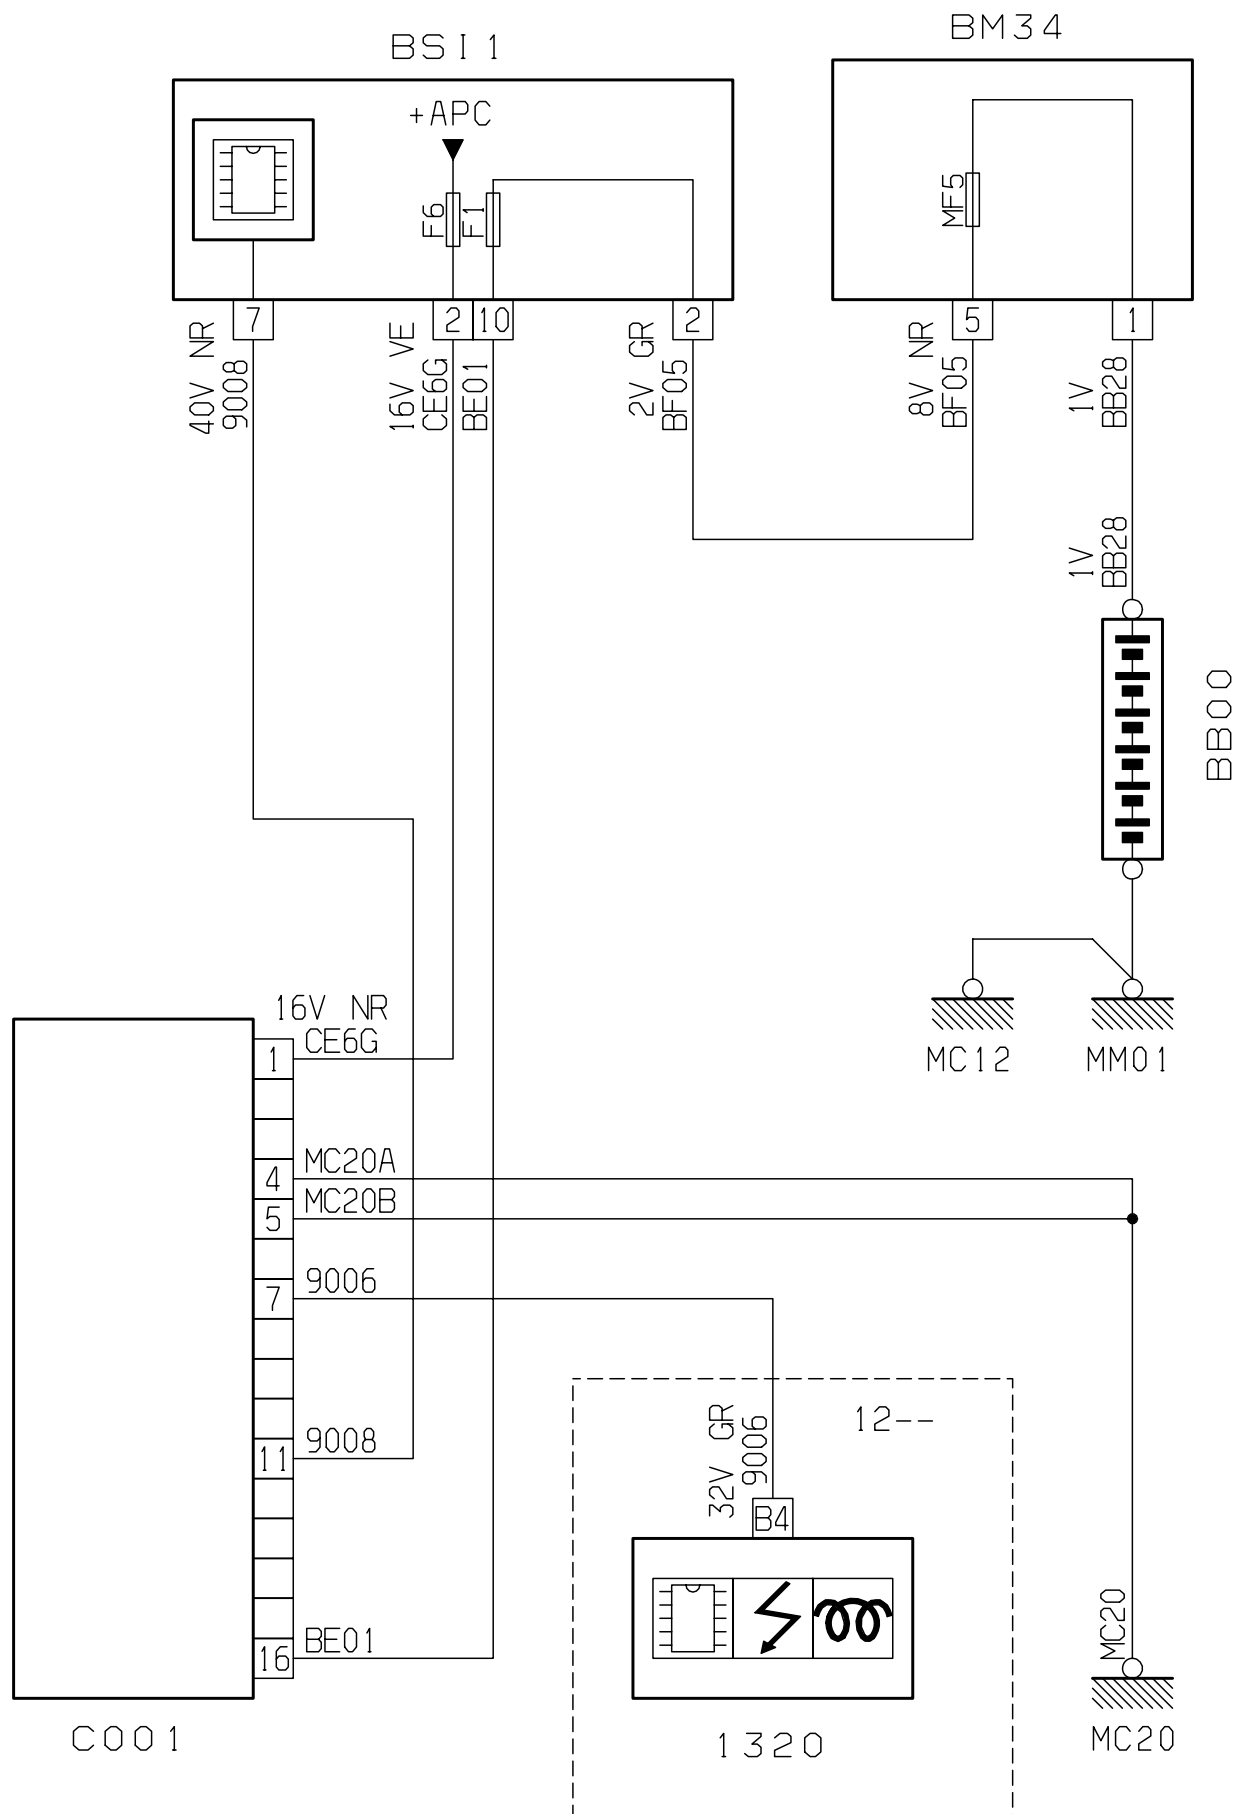 BSI1
BM34
+APC
F6
F1
MF5
7
2
10
2
5
1
40V NR
9008
16V VE
CE6G
BE01
2V GR
BF05
8V NR
BF05
1V
BB28
1V
BB28
BB00
MC12
MM01
16V NR
CE6G
1
MC20A
4
MC20B
5
9006
7
12--
32V GR
9006
9008
11
B4
BE01
16
MC20
C001
1320
MC20